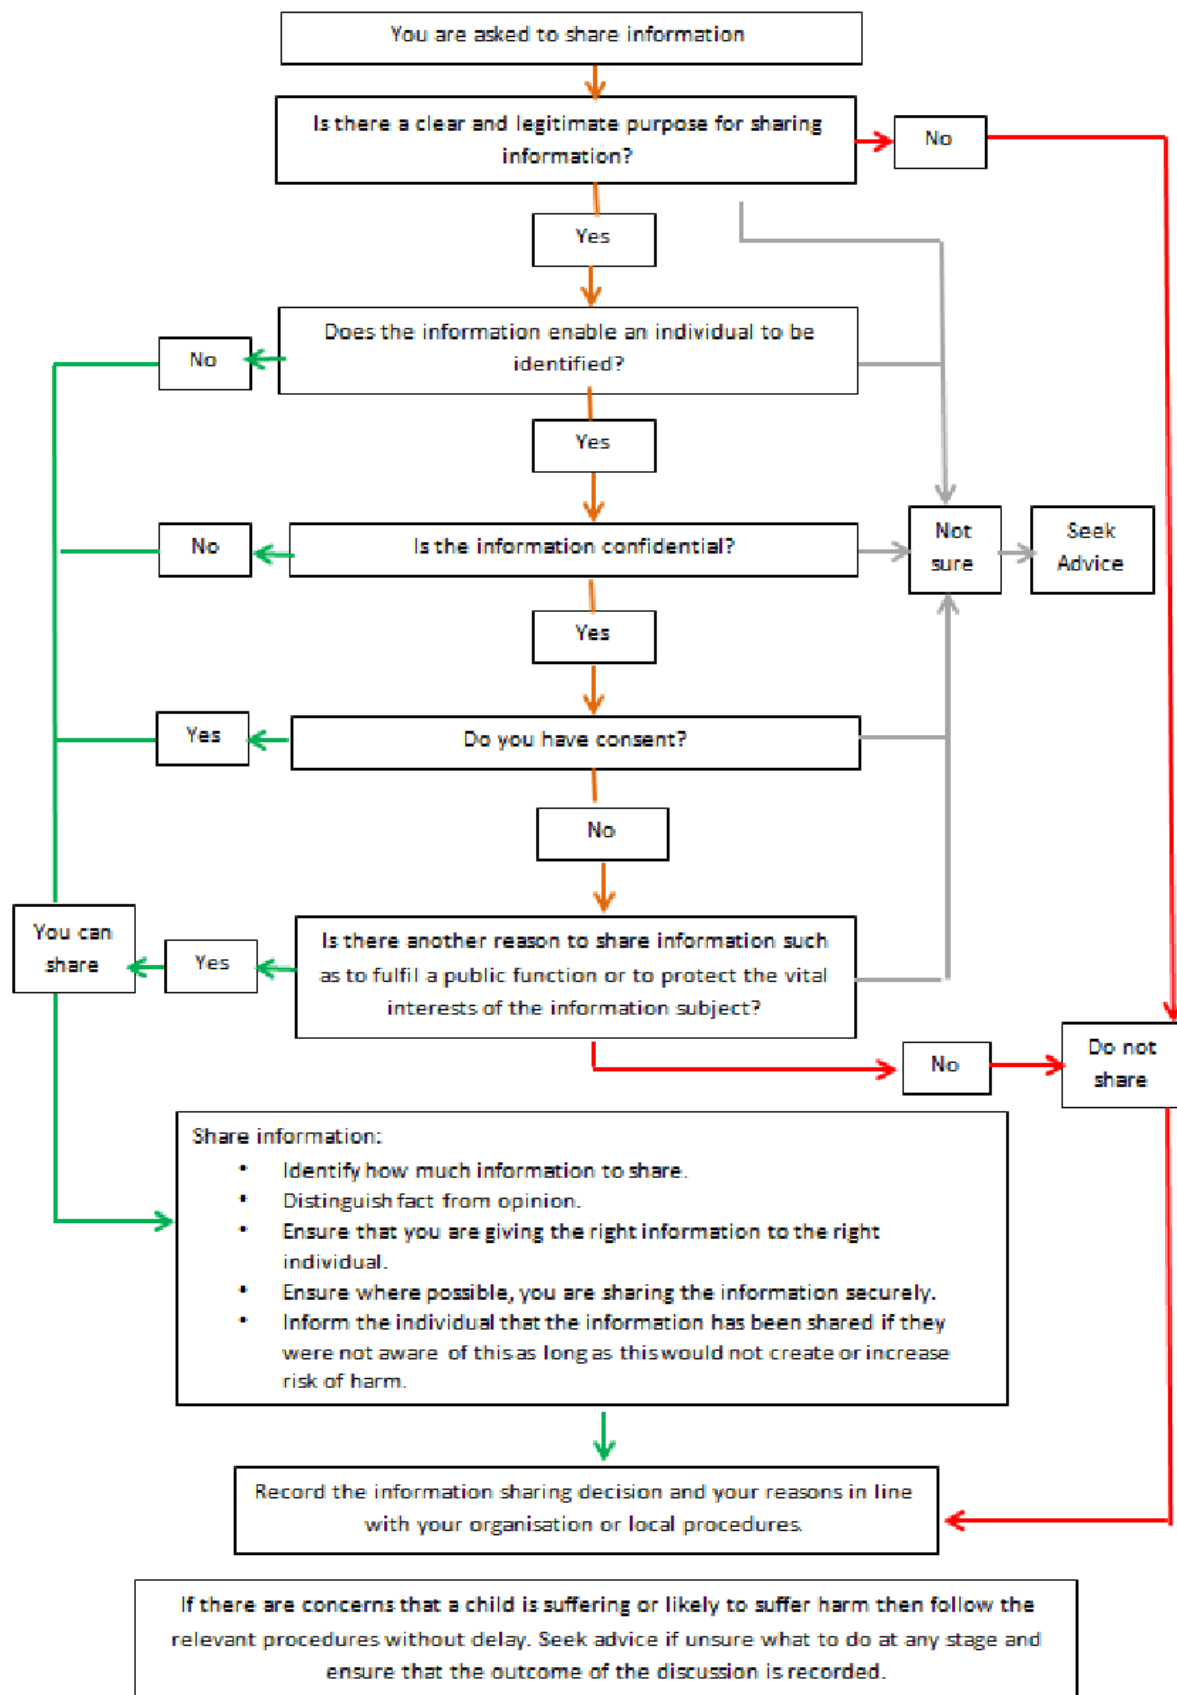 You are asked to share information
Is there a clear and legitimate purpose for sharing
information?
No
Yes
Does the information enable an individual to be
identified?
No
Yes
Is the information confidential?
No
Not
sure
Seek
Advice
Yes
Do you have consent?
Yes
No
Is there another reason to share information such
as to fulfil a public function or to protect the vital
interests of the information subject?
Yes
You can
share
No
Do not
share
Share information:
• Identify how much information to share.
• Distinguish fact from opinion.
• Ensure that you are giving the right information to the right
individual.
• Ensure where possible, you are sharing the information securely.
• Inform the individual that the information has been shared if they
were not aware of this as long as this would not create or increase
risk of harm.
Record the information sharing decision and your reasons in line
with your organisation or local procedures.
If there are concerns that a child is suffering or likely to suffer harm then follow the
relevant procedures without delay. Seek advice if unsure what to do at any stage and
ensure that the outcome of the discussion is recorded.